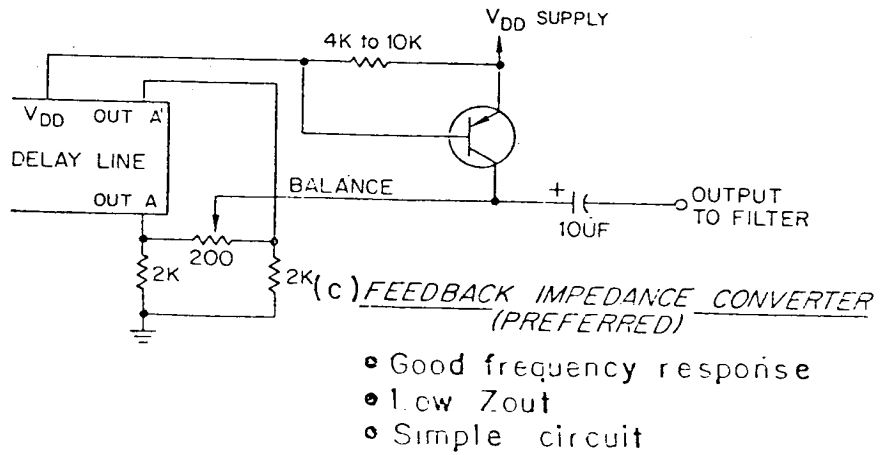 V_DD SUPPLY
4K to 10K
V_DD OUT A'
DELAY LINE
OUT A
BALANCE
+
10UF
OUTPUT
TO FILTER
200
2K
2K
(c) FEEDBACK IMPEDANCE CONVERTER
(PREFERRED)
• Good frequency response
• Low Zout
• Simple circuit